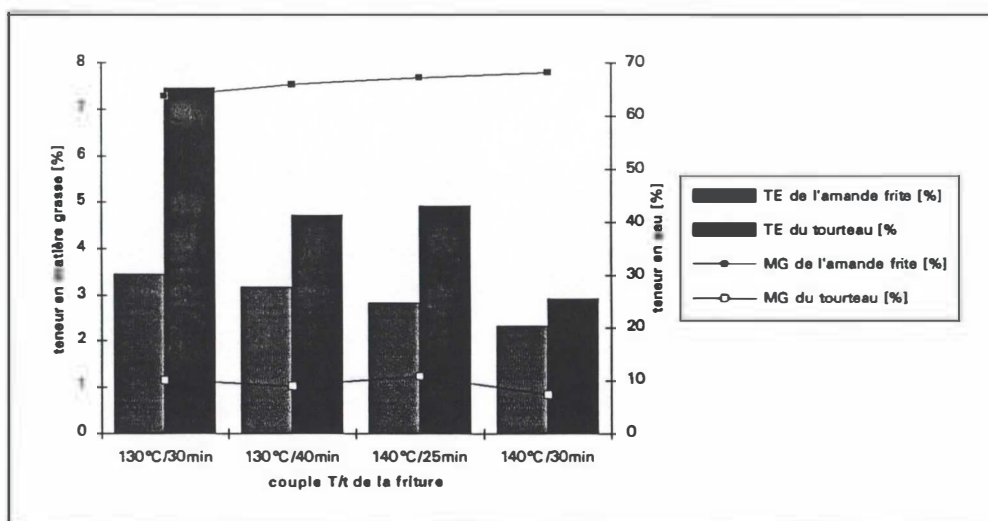 8
7
6
5
4
3
2
1
0
teneur en matière grasse [%]
70
60
50
40
30
20
10
0
teneur en eau [%]
130°C/30min 130°C/40min 140°C/25min 140°C/30min
couple T/t de la friture
TE de l'amande frite [%]
TE du tourteau [%
MG de l'amande frite [%]
MG du tourteau [%]